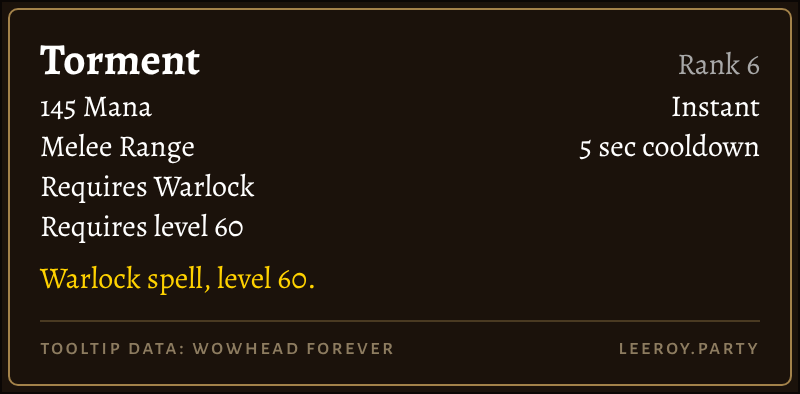 Torment Rank 6
145 Mana Instant
Melee Range 5 sec cooldown
Requires Warlock
Requires level 60
Warlock spell, level 60.
TOOLTIP DATA: WOWHEAD FOREVER LEEROY.PARTY